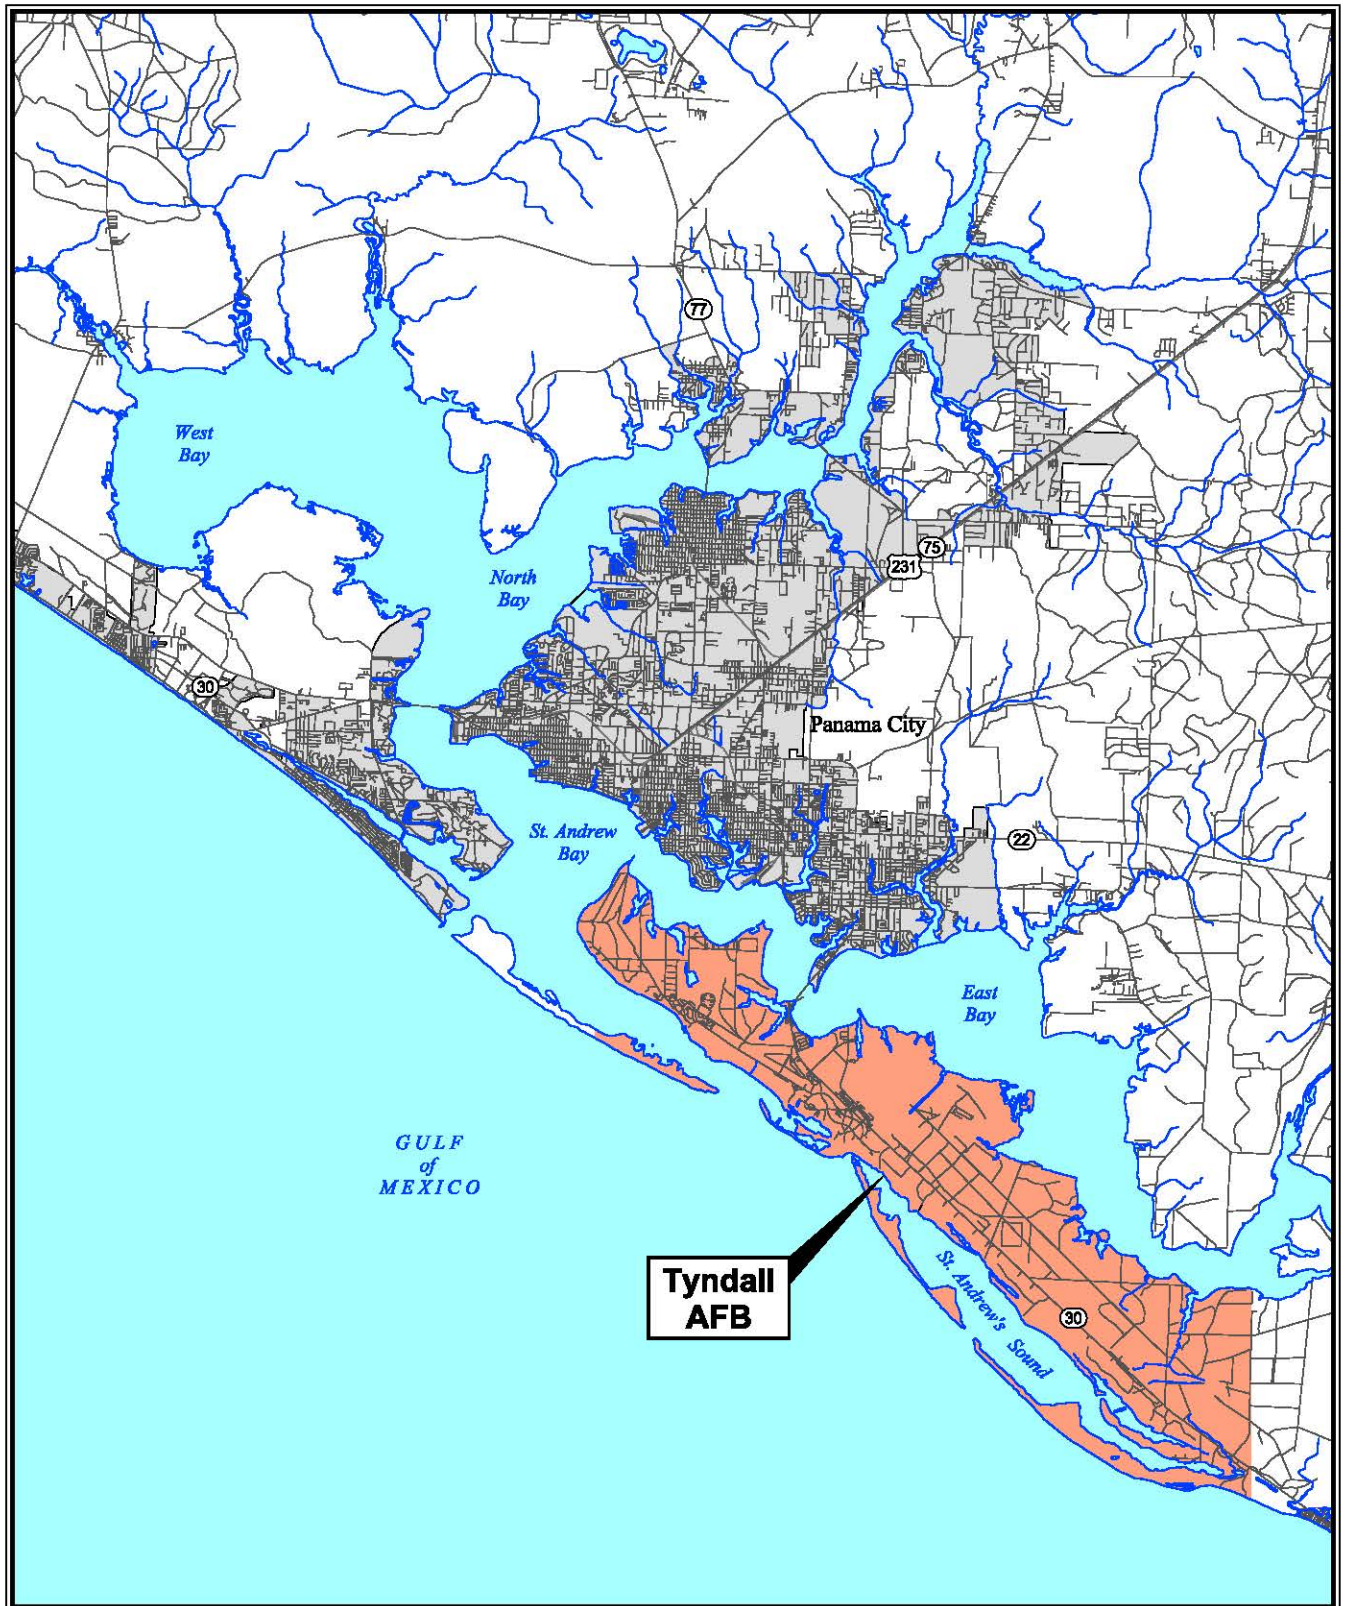 77
West
Bay
75
231
North
Bay
30
Panama City
St. Andrew
Bay
22
East
Bay
GULF
of
MEXICO
Tyndall
AFB
St. Andrew's Sound
30